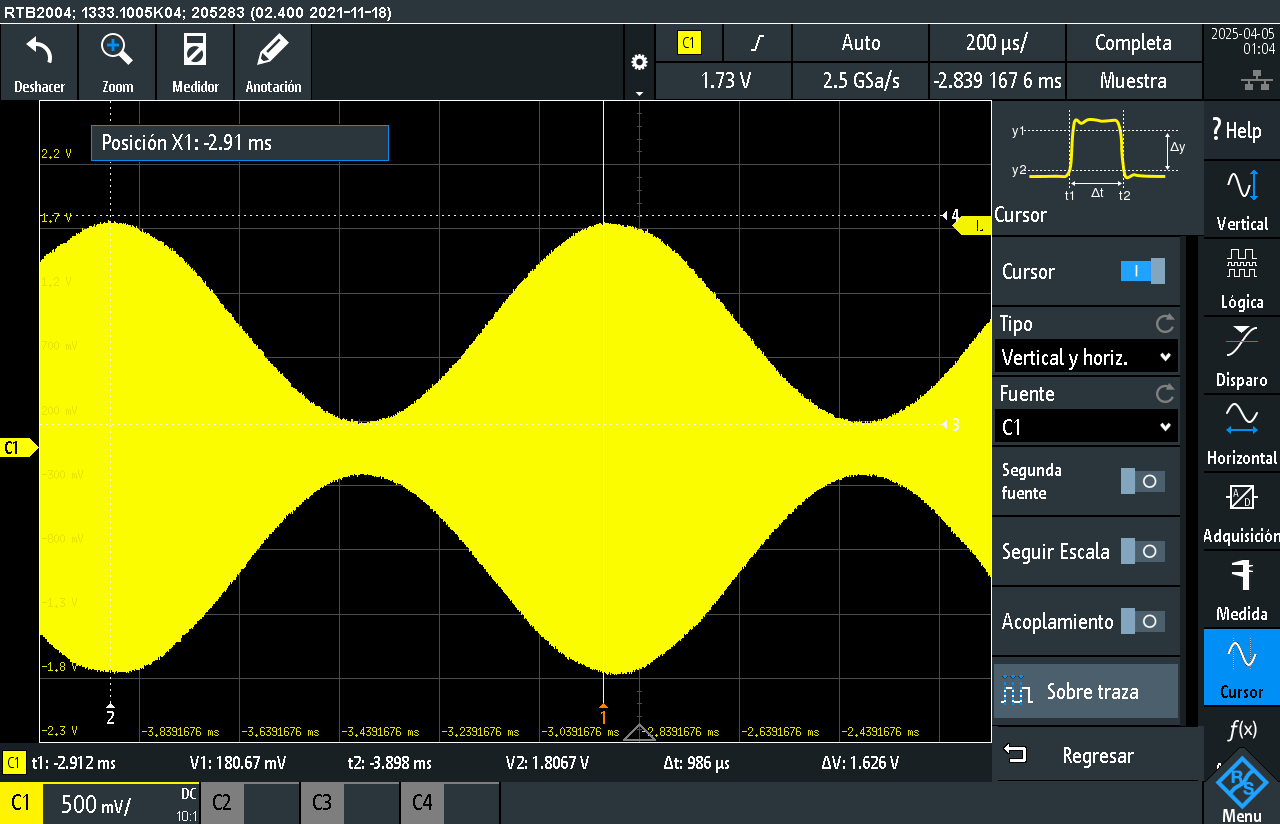 RTB2004; 1333.1005K04; 205283 (02.400 2021-11-18)
Deshacer
Zoom
Medidor
Anotación
C1
Auto
200 µs/
Completa
1.73 V
2.5 GSa/s
-2.839 167 6 ms
Muestra
2025-04-05
01:04
Posición X1: -2.91 ms
2.2 V
1.7 V
1.2 V
700 mV
200 mV
-300 mV
-800 mV
-1.3 V
-1.8 V
-2.3 V
C1
4
3
2
1
-3.8391676 ms
-3.6391676 ms
-3.4391676 ms
-3.2391676 ms
-3.0391676 ms
-2.8391676 ms
-2.6391676 ms
-2.4391676 ms
y1
y2
Δy
t1
Δt
t2
Cursor
Cursor
Tipo
Vertical y horiz.
Fuente
C1
Segunda
fuente
Seguir Escala
Acoplamiento
Sobre traza
Regresar
? Help
Vertical
Lógica
Disparo
Horizontal
A/D
Adquisición
Medida
Cursor
f(x)
R&S
Menu
C1
t1: -2.912 ms
V1: 180.67 mV
t2: -3.898 ms
V2: 1.8067 V
Δt: 986 µs
ΔV: 1.626 V
C1
500 mV/
DC
10:1
C2
C3
C4